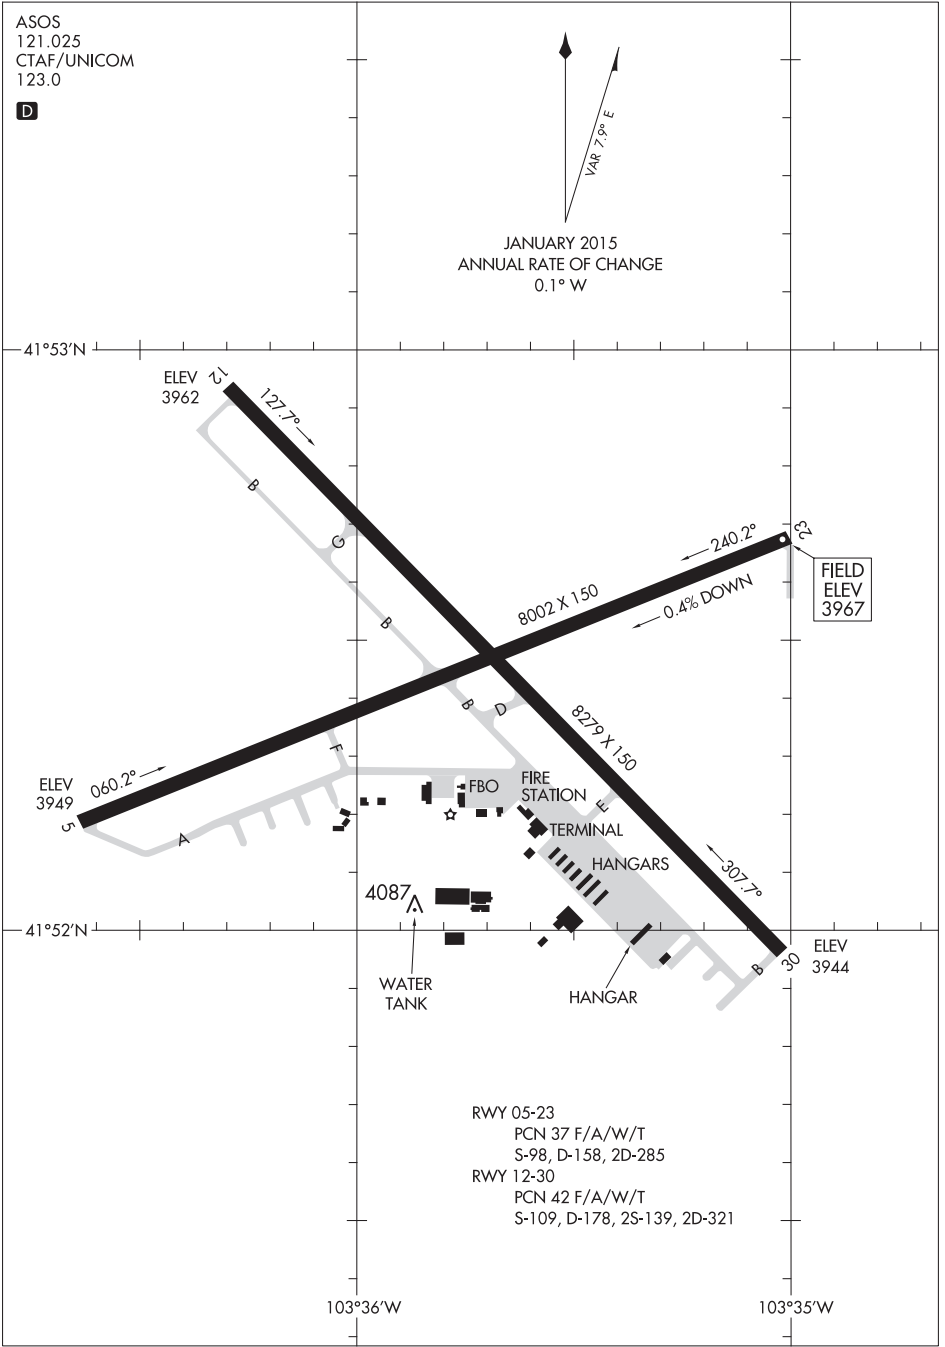 ASOS
121.025
CTAF/UNICOM
123.0
D
VAR 7.9° E
JANUARY 2015
ANNUAL RATE OF CHANGE
0.1° W
41°53'N
ELEV
3962
12
127.7°
B
G
240.2°
23
FIELD
ELEV
3967
8002 X 150
0.4% DOWN
B
B
D
8279 X 150
F
ELEV
3949
060.2°
5
A
FBO
FIRE
STATION
E
TERMINAL
HANGARS
307.7°
4087
41°52'N
B
30
ELEV
3944
WATER
TANK
HANGAR
RWY 05-23
PCN 37 F/A/W/T
S-98, D-158, 2D-285
RWY 12-30
PCN 42 F/A/W/T
S-109, D-178, 2S-139, 2D-321
103°36'W
103°35'W